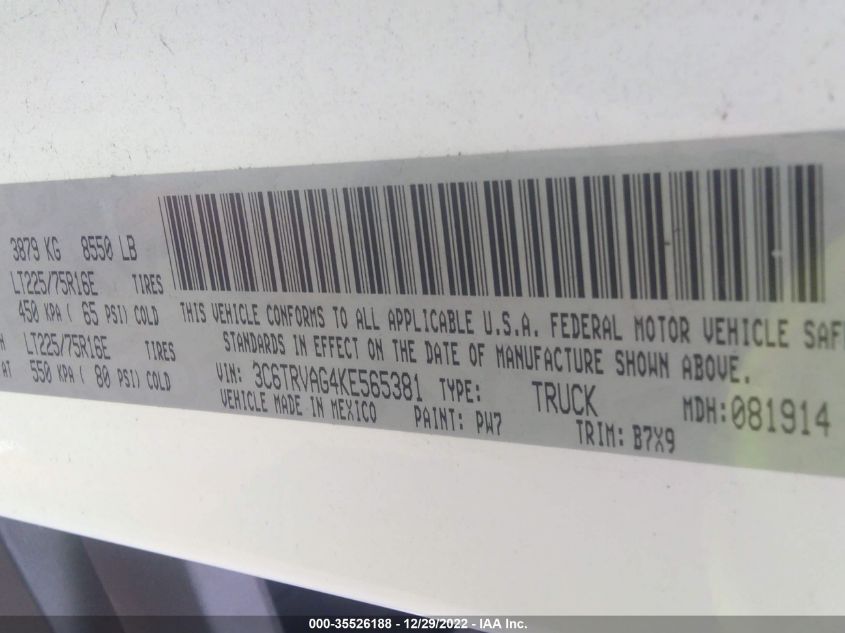 3879 KG 8550 LB
LT225/75R16E TIRES
450 KPA ( 65 PSI) COLD
H LT225/75R16E TIRES
AT 550 KPA ( 80 PSI) COLD
THIS VEHICLE CONFORMS TO ALL APPLICABLE U.S.A. FEDERAL MOTOR VEHICLE SAF
STANDARDS IN EFFECT ON THE DATE OF MANUFACTURE SHOWN ABOVE.
VIN: 3C6TRVAG4KE565381 TYPE: TRUCK MDH:081914
VEHICLE MADE IN MEXICO PAINT: PW7 TRIM: B7X9
000-35526188 - 12/29/2022 - IAA Inc.